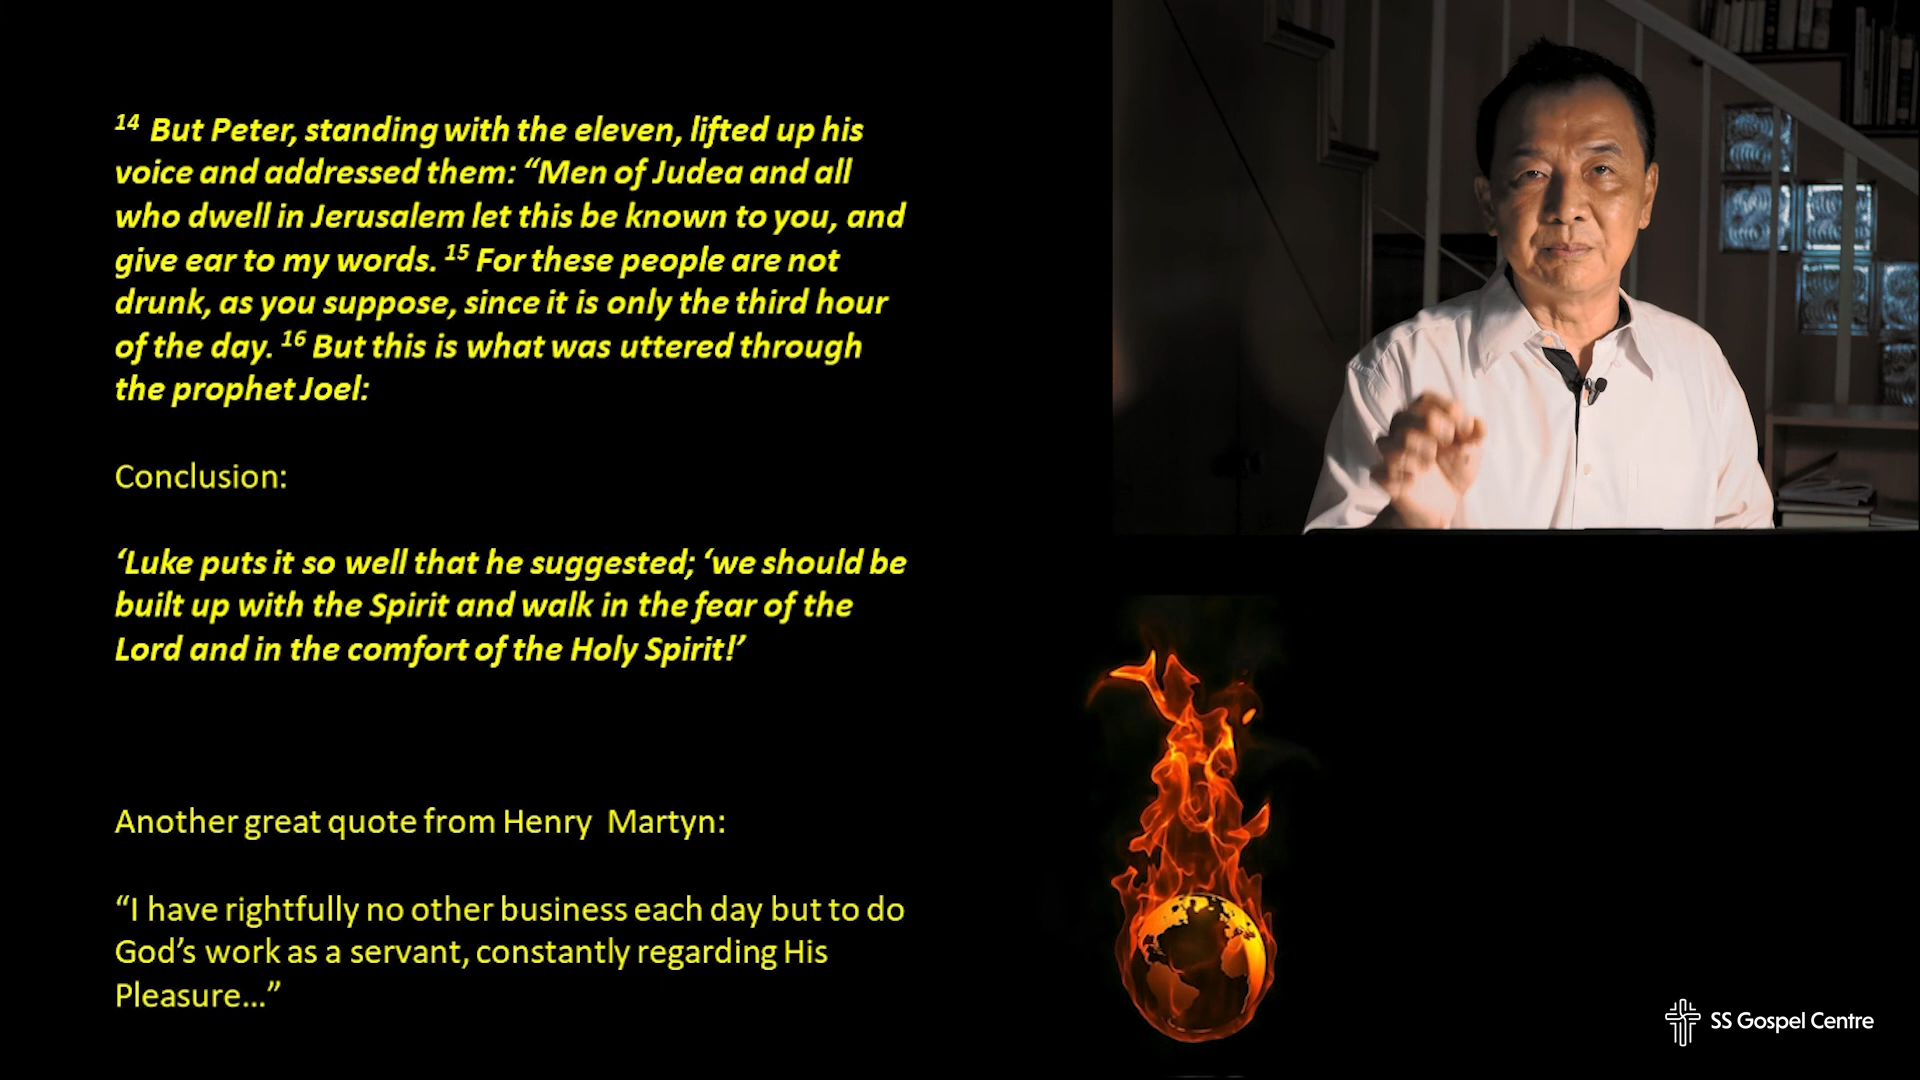 14 But Peter, standing with the eleven, lifted up his
voice and addressed them: “Men of Judea and all
who dwell in Jerusalem let this be known to you, and
give ear to my words. 15 For these people are not
drunk, as you suppose, since it is only the third hour
of the day. 16 But this is what was uttered through
the prophet Joel:
Conclusion:
‘Luke puts it so well that he suggested; ‘we should be
built up with the Spirit and walk in the fear of the
Lord and in the comfort of the Holy Spirit!’
Another great quote from Henry  Martyn:
“I have rightfully no other business each day but to do
God’s work as a servant, constantly regarding His
Pleasure…”
SS Gospel Centre